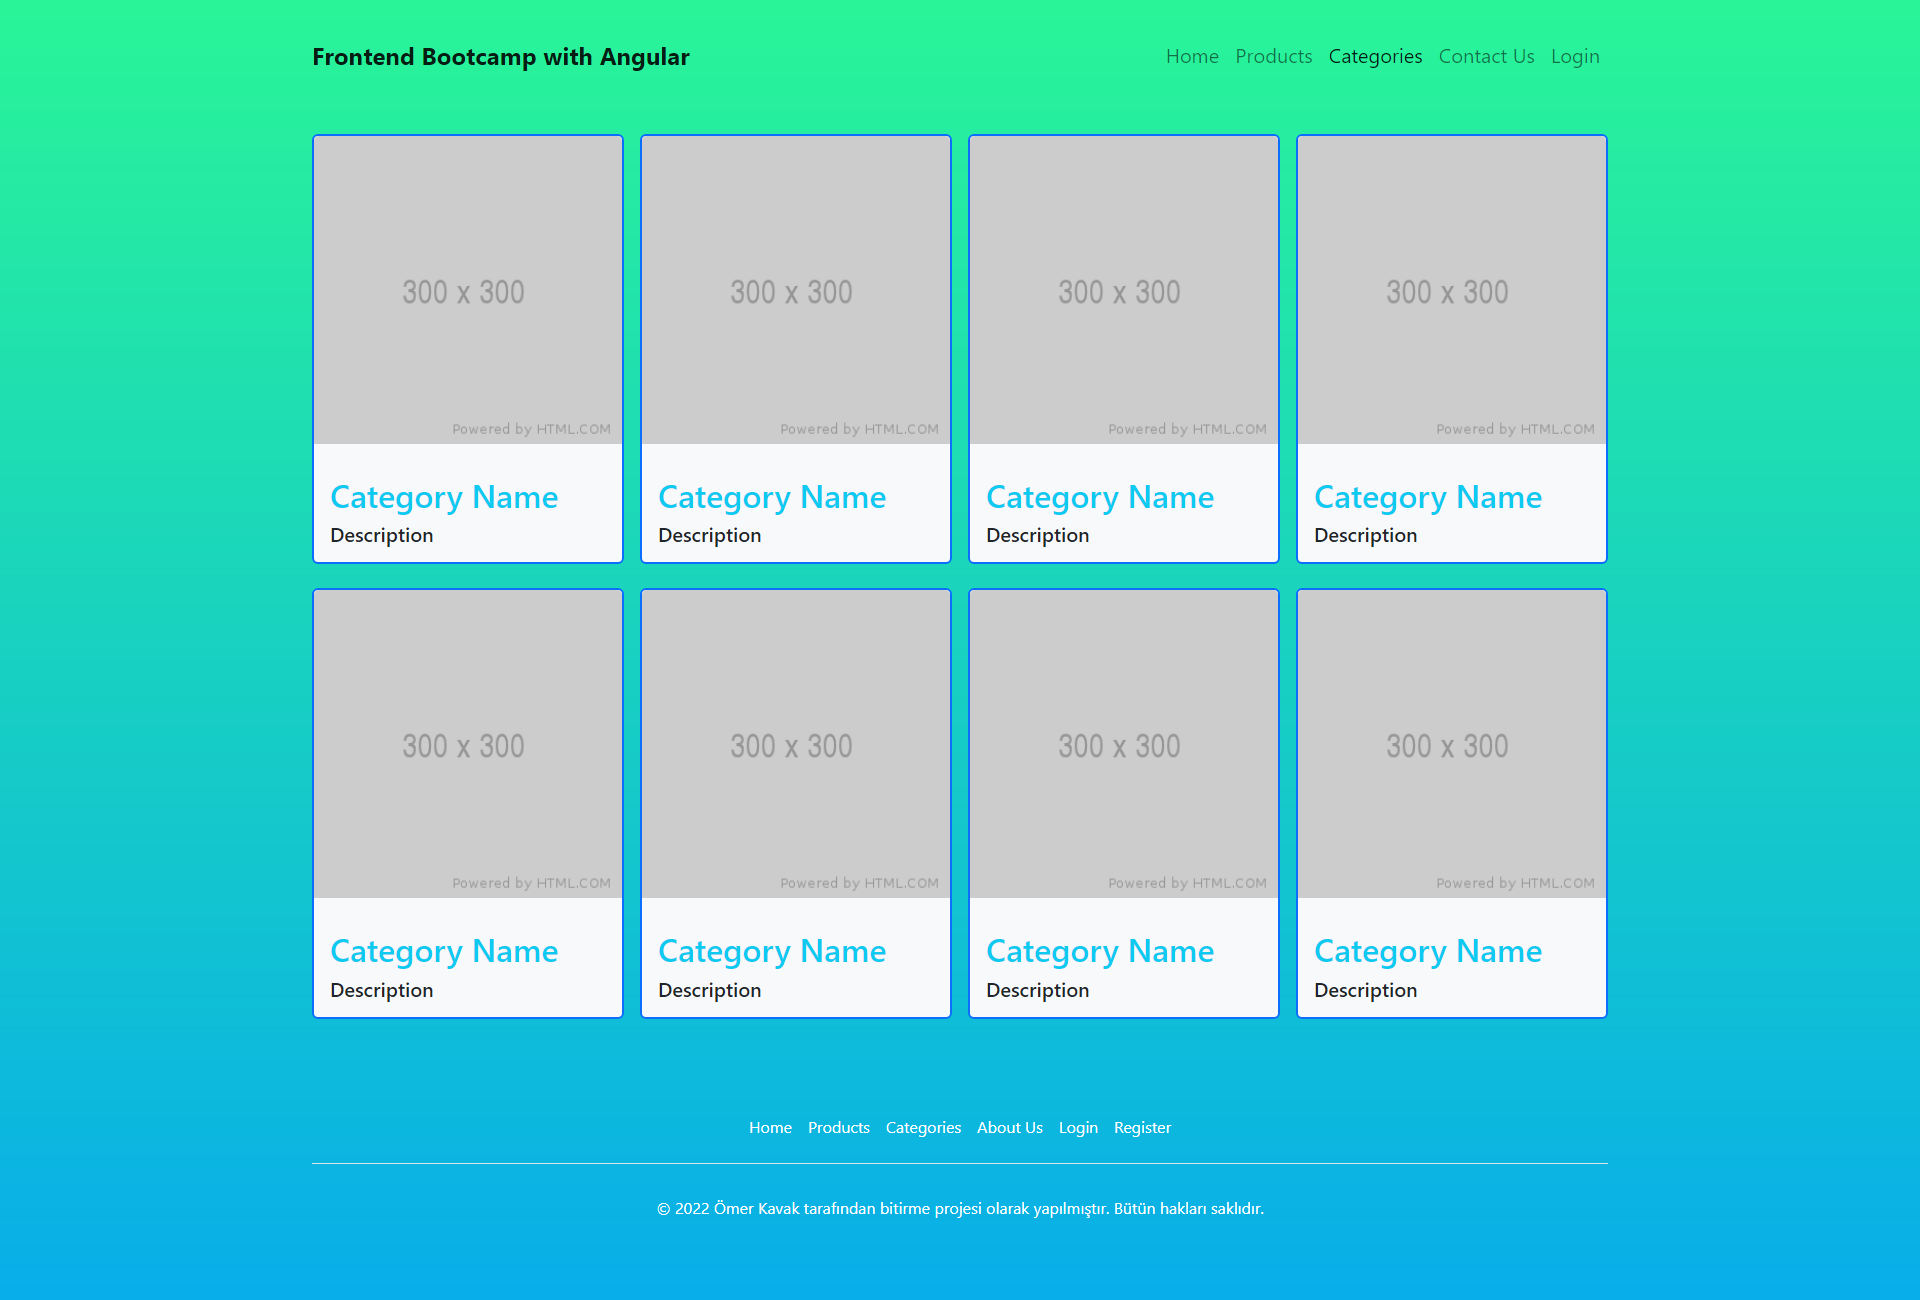 Frontend Bootcamp with Angular
Home Products Categories Contact Us Login
300 x 300 300 x 300 300 x 300 300 x 300
Powered by HTML.COM Powered by HTML.COM Powered by HTML.COM Powered by HTML.COM
Category Name Category Name Category Name Category Name
Description Description Description Description
300 x 300 300 x 300 300 x 300 300 x 300
Powered by HTML.COM Powered by HTML.COM Powered by HTML.COM Powered by HTML.COM
Category Name Category Name Category Name Category Name
Description Description Description Description
Home Products Categories About Us Login Register
© 2022 Ömer Kavak tarafından bitirme projesi olarak yapılmıştır. Bütün hakları saklıdır.